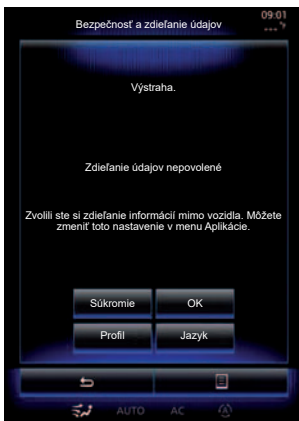 Bezpečnosť a zdieľanie údajov
09:01
Výstraha.
Zdieľanie údajov nepovolené
Zvolili ste si zdieľanie informácií mimo vozidla. Môžete
zmeniť toto nastavenie v menu Aplikácie.
Súkromie
OK
Profil
Jazyk
AUTO
AC